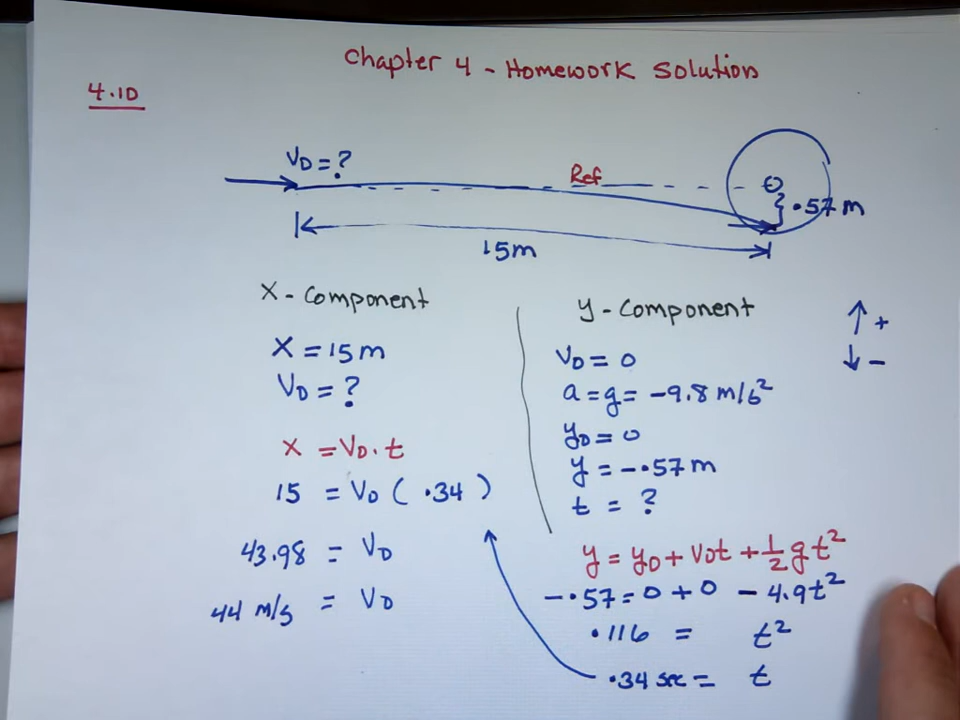 Chapter 4 - Homework Solution
4.10
V0 = ?
Ref
.57 m
15m
X - Component
X = 15 m
V0 = ?
X = V0 . t
15 = V0 ( .34 )
43.98 = V0
44 m/s = V0
y - Component
V0 = 0
a = g = -9.8 m/s²
y0 = 0
y = -.57 m
t = ?
y = y0 + V0t + 1/2 g t²
-.57 = 0 + 0 - 4.9t²
.116 = t²
.34 sec = t
↑ +
↓ -